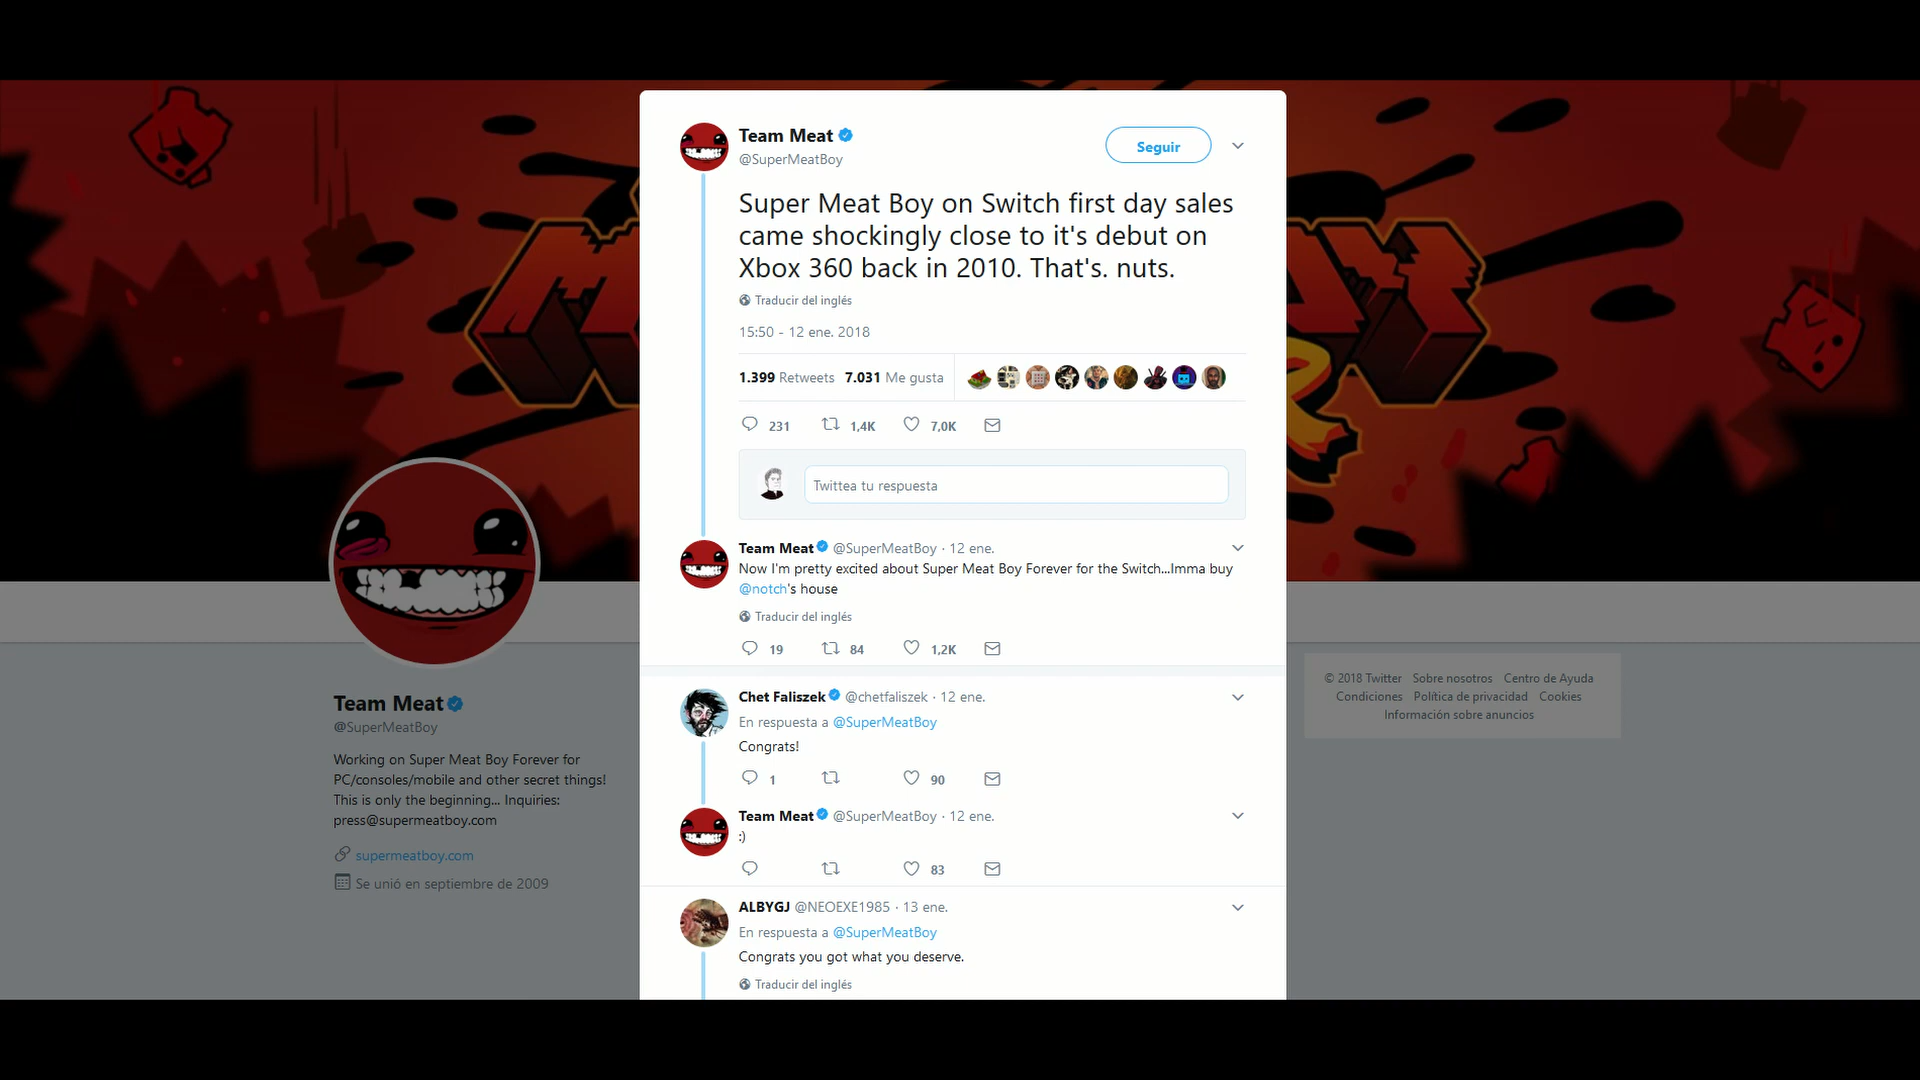 Team Meat
@SuperMeatBoy
Seguir
Super Meat Boy on Switch first day sales
came shockingly close to it's debut on
Xbox 360 back in 2010. That's. nuts.
Traducir del inglés
15:50 - 12 ene. 2018
1.399 Retweets 7.031 Me gusta
231 1,4K 7,0K
Twittea tu respuesta
Team Meat @SuperMeatBoy · 12 ene.
Now I'm pretty excited about Super Meat Boy Forever for the Switch...Imma buy
@notch's house
Traducir del inglés
19 84 1,2K
Chet Faliszek @chetfaliszek · 12 ene.
En respuesta a @SuperMeatBoy
Congrats!
1 90
Team Meat @SuperMeatBoy · 12 ene.
:)
83
ALBYGJ @NEOEXE1985 · 13 ene.
En respuesta a @SuperMeatBoy
Congrats you got what you deserve.
Traducir del inglés
Team Meat
@SuperMeatBoy
Working on Super Meat Boy Forever for
PC/consoles/mobile and other secret things!
This is only the beginning... Inquiries:
press@supermeatboy.com
supermeatboy.com
Se unió en septiembre de 2009
© 2018 Twitter Sobre nosotros Centro de Ayuda
Condiciones Política de privacidad Cookies
Información sobre anuncios